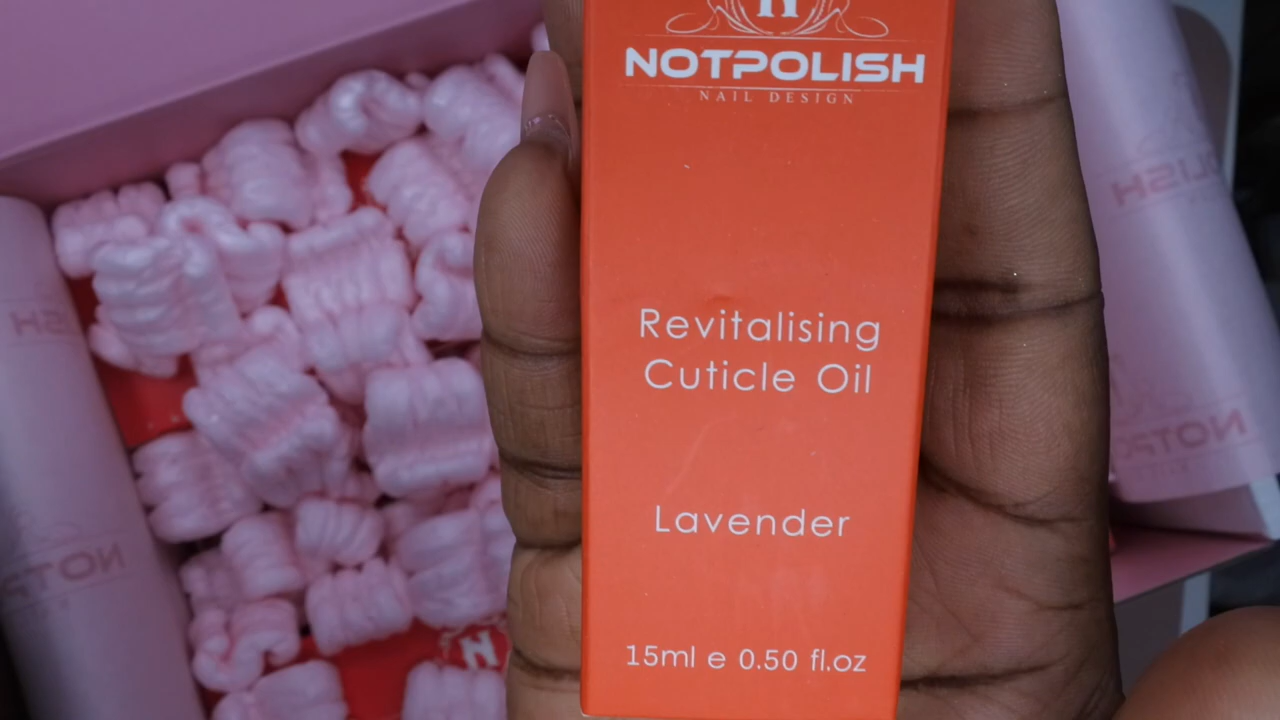 N
NOTPOLISH
NAIL DESIGN
Revitalising
Cuticle Oil
Lavender
15ml e 0.50 fl.oz
N